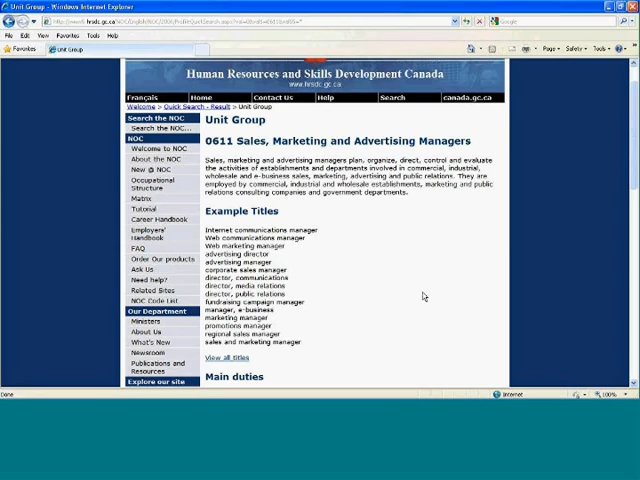 Unit Group - Windows Internet Explorer
File Edit View Favorites Tools Help
Favorites Unit Group
Page Safety Tools
Google
Human Resources and Skills Development Canada
www.hrsdc.gc.ca
Français Home Contact Us Help Search canada.gc.ca
Welcome > Quick Search - Result > Unit Group
Search the NOC
Search the NOC...
NOC
Welcome to NOC
About the NOC
New @ NOC
Occupational
Structure
Matrix
Tutorial
Career Handbook
Employers'
Handbook
FAQ
Order Our products
Ask Us
Need help?
Related Sites
NOC Code List
Our Department
Ministers
About Us
What's New
Newsroom
Publications and
Resources
Explore our site
Unit Group
0611 Sales, Marketing and Advertising Managers
Sales, marketing and advertising managers plan, organize, direct, control and evaluate
the activities of establishments and departments involved in commercial, industrial,
wholesale and e-business sales, marketing, advertising and public relations. They are
employed by commercial, industrial and wholesale establishments, marketing and public
relations consulting companies and government departments.
Example Titles
Internet communications manager
Web communications manager
Web marketing manager
advertising director
advertising manager
corporate sales manager
director, communications
director, media relations
director, public relations
fundraising campaign manager
manager, e-business
marketing manager
promotions manager
regional sales manager
sales and marketing manager
View all titles
Main duties
Done Internet 100%